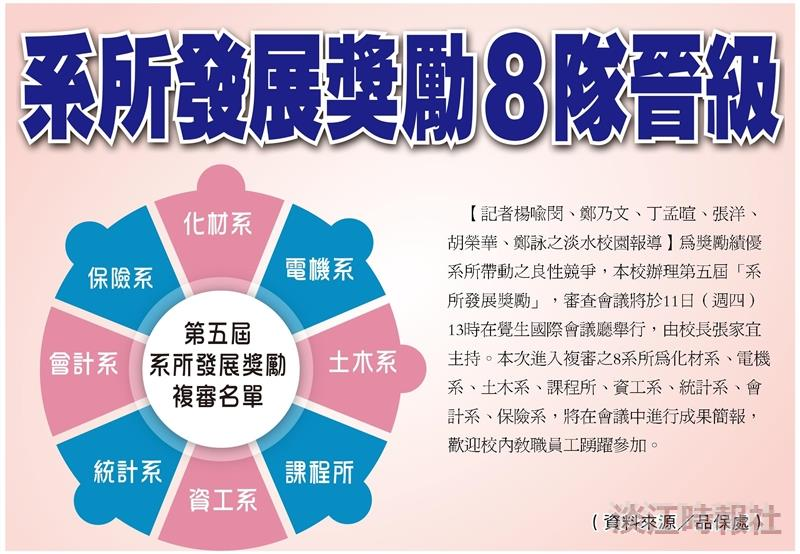 系所發展獎勵8隊晉級
化材系
電機系
土木系
課程所
資工系
統計系
會計系
保險系
第五屆
系所發展獎勵
複審名單
【記者楊喩閔、鄭乃文、丁孟暄、張洋、
胡榮華、鄭詠之淡水校園報導】為獎勵績優
系所帶動之良性競爭，本校辦理第五屆「系
所發展獎勵」，審查會議將於11日（週四）
13時在覺生國際會議廳舉行，由校長張家宜
主持。本次進入複審之8系所為化材系、電機
系、土木系、課程所、資工系、統計系、會
計系、保險系，將在會議中進行成果簡報，
歡迎校內教職員工踴躍參加。
（資料來源／品保處）
淡江時報社